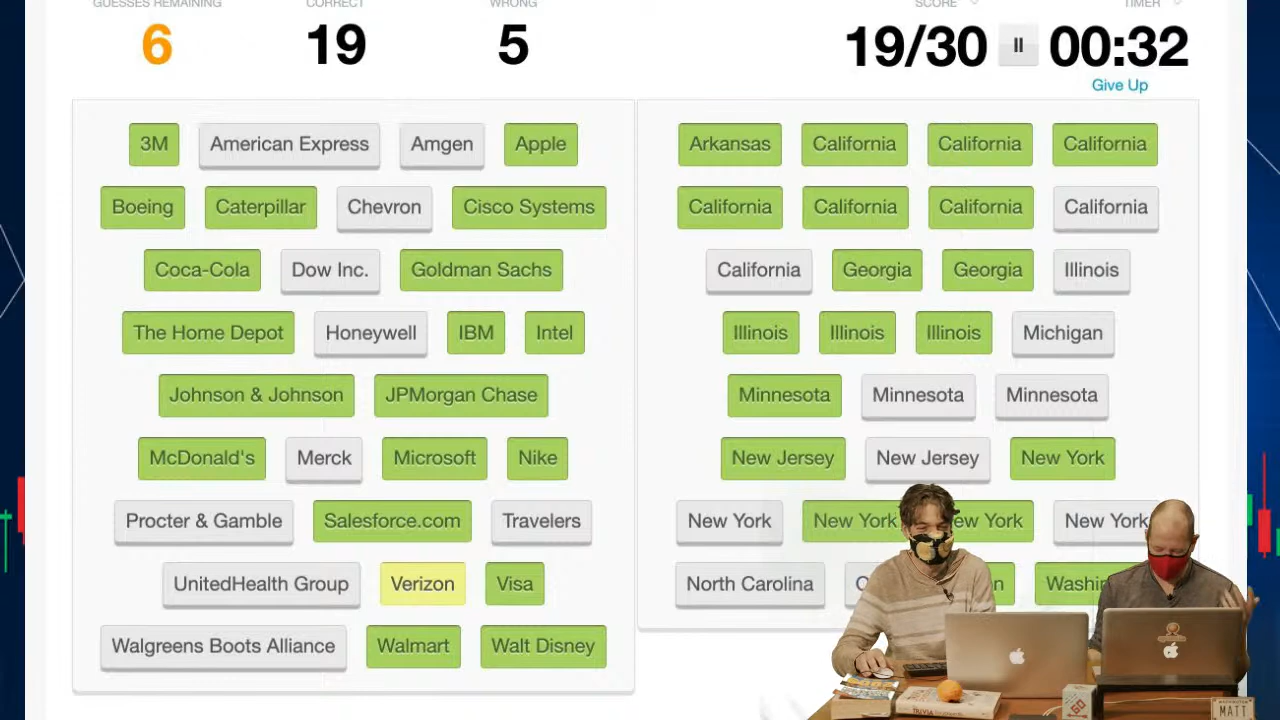 GUESSES REMAINING CORRECT WRONG SCORE TIMER
6 19 5 19/30 00:32
Give Up
3M American Express Amgen Apple
Boeing Caterpillar Chevron Cisco Systems
Coca-Cola Dow Inc. Goldman Sachs
The Home Depot Honeywell IBM Intel
Johnson & Johnson JPMorgan Chase
McDonald's Merck Microsoft Nike
Procter & Gamble Salesforce.com Travelers
UnitedHealth Group Verizon Visa
Walgreens Boots Alliance Walmart Walt Disney
Arkansas California California California
California California California California
California Georgia Georgia Illinois
Illinois Illinois Illinois Michigan
Minnesota Minnesota Minnesota
New Jersey New Jersey New York
New York New York New York New York
North Carolina
TRIVIA
MATT